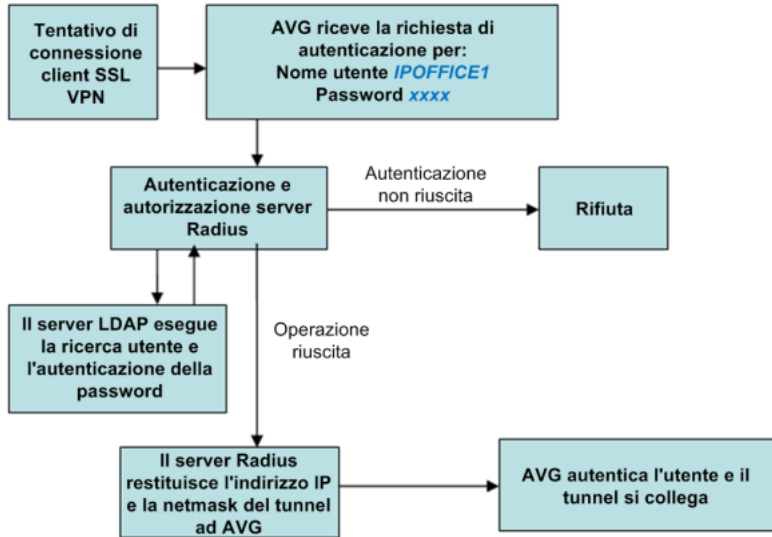 Tentativo di
connessione
client SSL
VPN
AVG riceve la richiesta di
autenticazione per:
Nome utente IPOFFICE1
Password xxxx
Autenticazione e
autorizzazione server
Radius
Autenticazione
non riuscita
Rifiuta
Il server LDAP esegue
la ricerca utente e
l'autenticazione della
password
Operazione
riuscita
Il server Radius
restituisce l'indirizzo IP
e la netmask del tunnel
ad AVG
AVG autentica l'utente e il
tunnel si collega